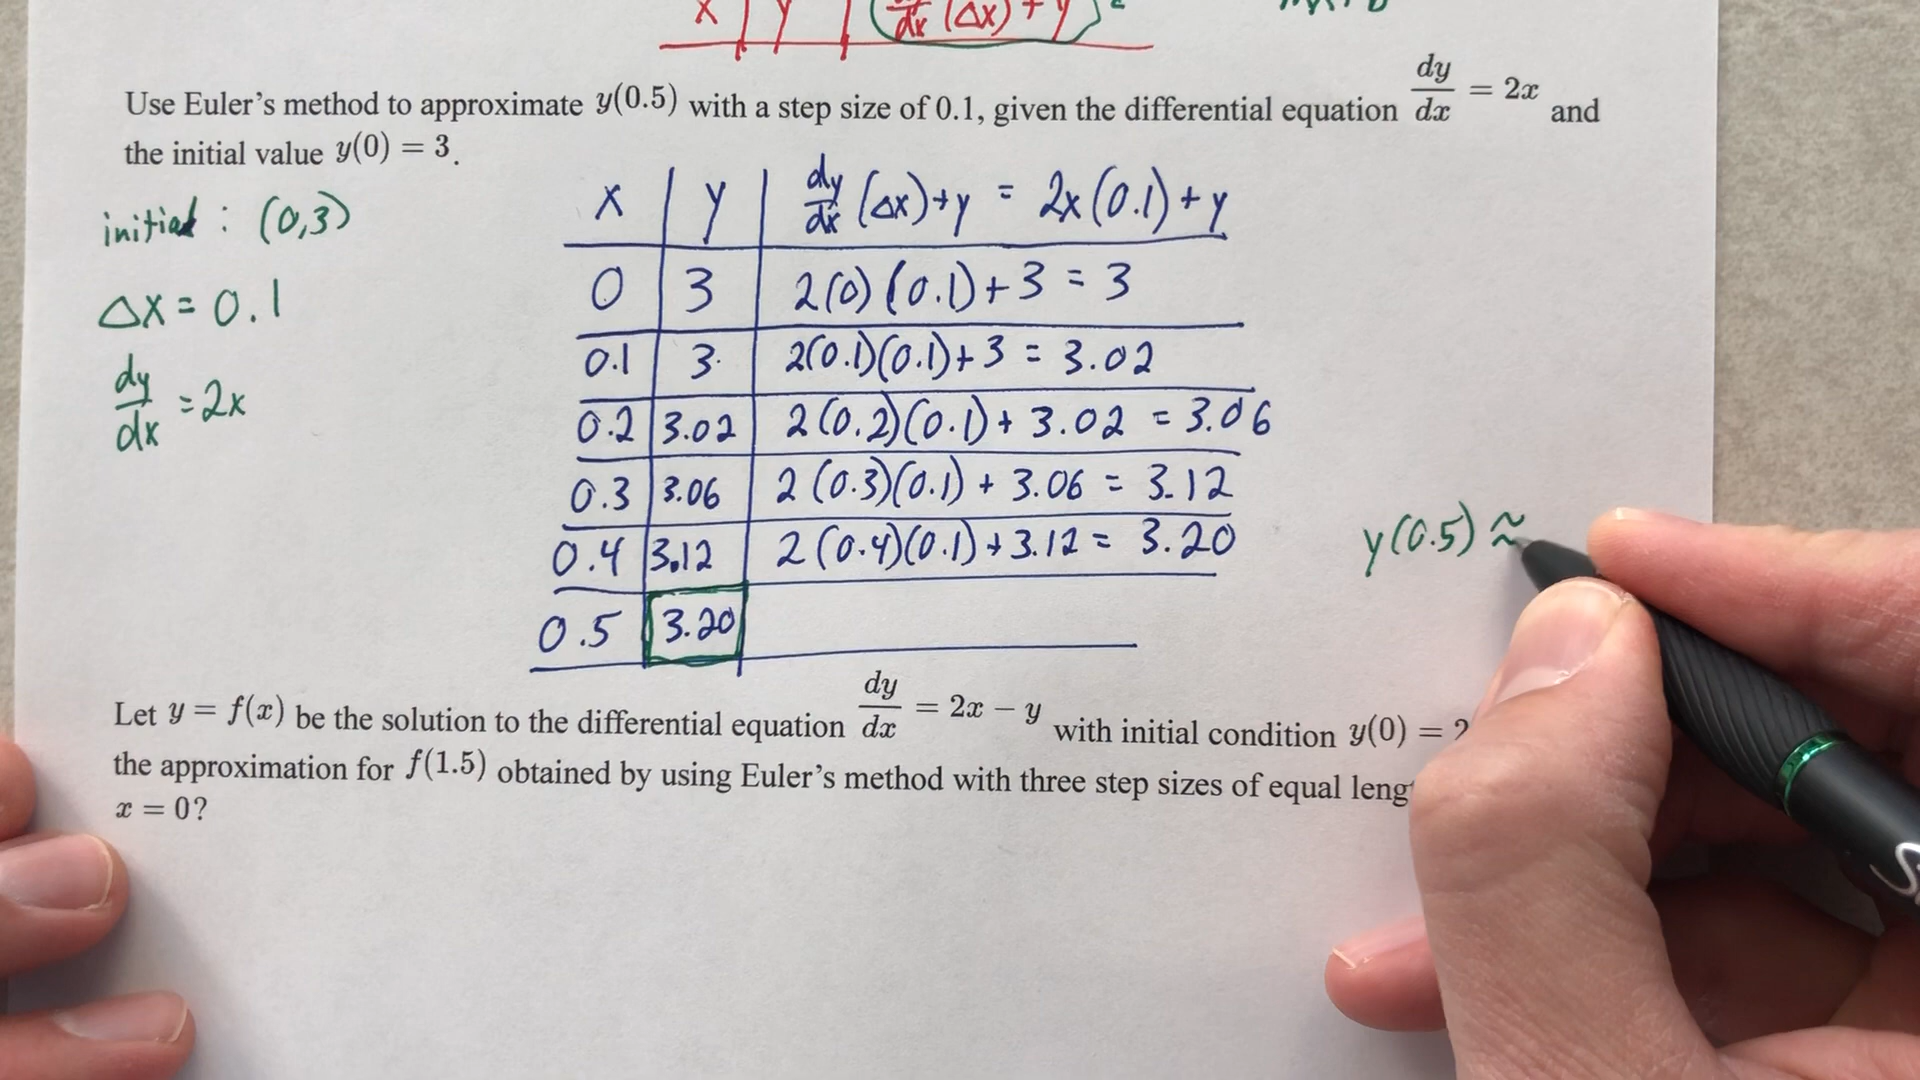 x | y | dy/dx (Δx) + y
Use Euler's method to approximate y(0.5) with a step size of 0.1, given the differential equation dy/dx = 2x and
the initial value y(0) = 3.
initial : (0,3)
Δx = 0.1
dy/dx = 2x
x | y | dy/dx (Δx)+y = 2x(0.1)+y
0 | 3 | 2(0)(0.1)+3 = 3
0.1 | 3. | 2(0.1)(0.1)+3 = 3.02
0.2 | 3.02 | 2(0.2)(0.1)+3.02 = 3.06
0.3 | 3.06 | 2(0.3)(0.1)+3.06 = 3.12
0.4 | 3.12 | 2(0.4)(0.1)+3.12 = 3.20
0.5 | 3.20
y(0.5) ≈
Let y = f(x) be the solution to the differential equation dy/dx = 2x − y with initial condition y(0) =
the approximation for f(1.5) obtained by using Euler's method with three step sizes of equal
x = 0?